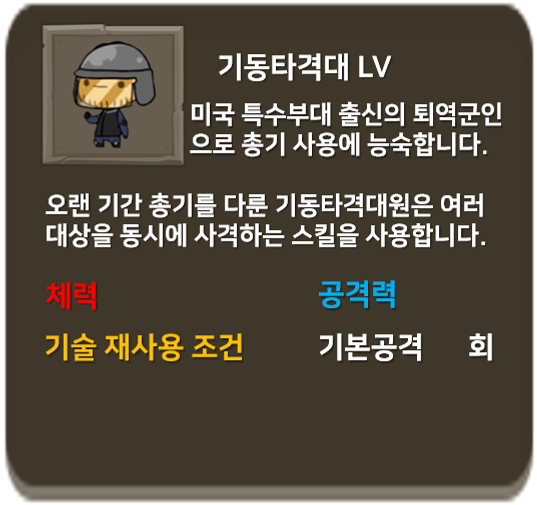 기동타격대 LV
미국 특수부대 출신의 퇴역군인
으로 총기 사용에 능숙합니다.
오랜 기간 총기를 다룬 기동타격대원은 여러
대상을 동시에 사격하는 스킬을 사용합니다.
체력 공격력
기술 재사용 조건 기본공격 회